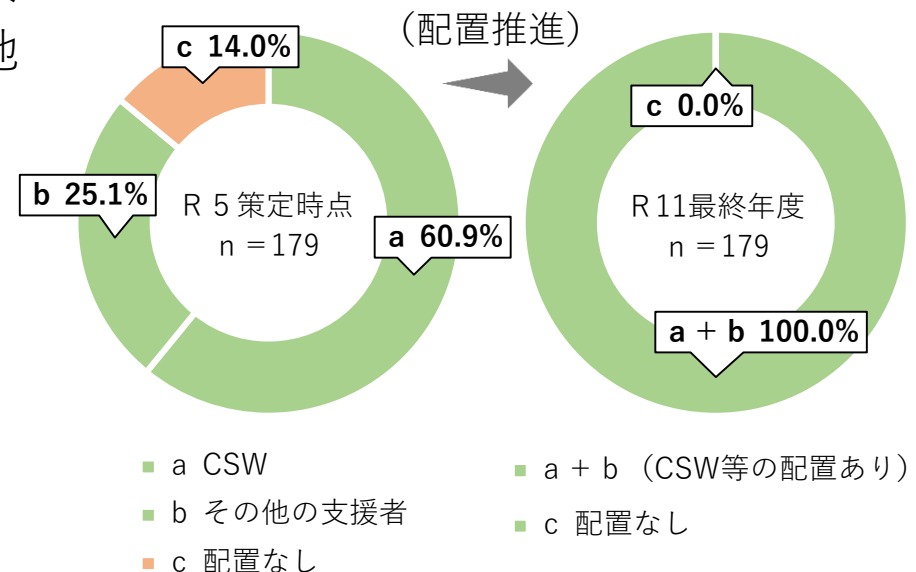 他
(配置推進)
c 14.0%
b 25.1%
a 60.9%
R５策定時点
n＝179
c 0.0%
R11最終年度
n＝179
a + b 100.0%
a CSW
b その他の支援者
c 配置なし
a + b （CSW等の配置あり）
c 配置なし